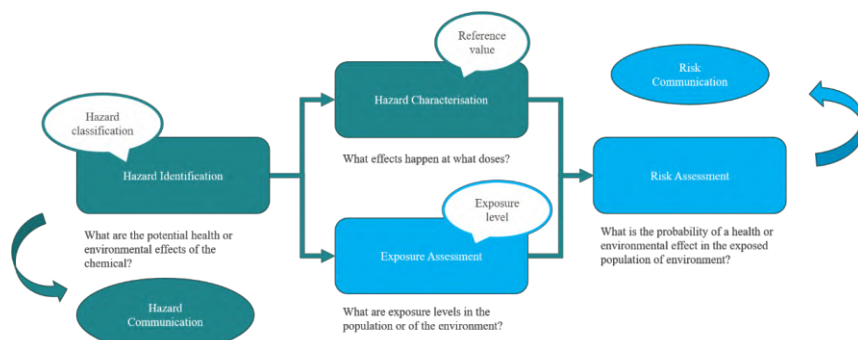 Reference
value
Risk
Communication
Hazard
classification
Hazard Characterisation
Hazard Identification
What effects happen at what doses?
Risk Assessment
Exposure
level
What are the potential health or
environmental effects of the
chemical?
Exposure Assessment
What is the probability of a health or
environmental effect in the exposed
population of environment?
Hazard
Communication
What are exposure levels in the
population or of the environment?